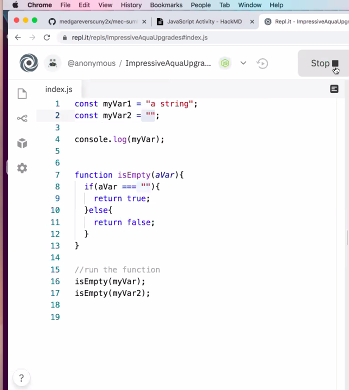 Chrome File Edit View History Bookmarks People Tab Window Help
medgareverscuny2x/mec-sum
JavaScript Activity - HackMD
Repl.it - ImpressiveAquaUpgrades
repl.it/repls/ImpressiveAquaUpgrades#index.js
@anonymous / ImpressiveAquaUpgra...
Stop
index.js
1 const myVar1 = "a string";
2 const myVar2 = "";
3
4 console.log(myVar);
5
6
7 function isEmpty(aVar){
8 if(aVar === ""){
9 return true;
10 }else{
11 return false;
12 }
13 }
14
15 //run the function
16 isEmpty(myVar);
17 isEmpty(myVar2);
18
19
?